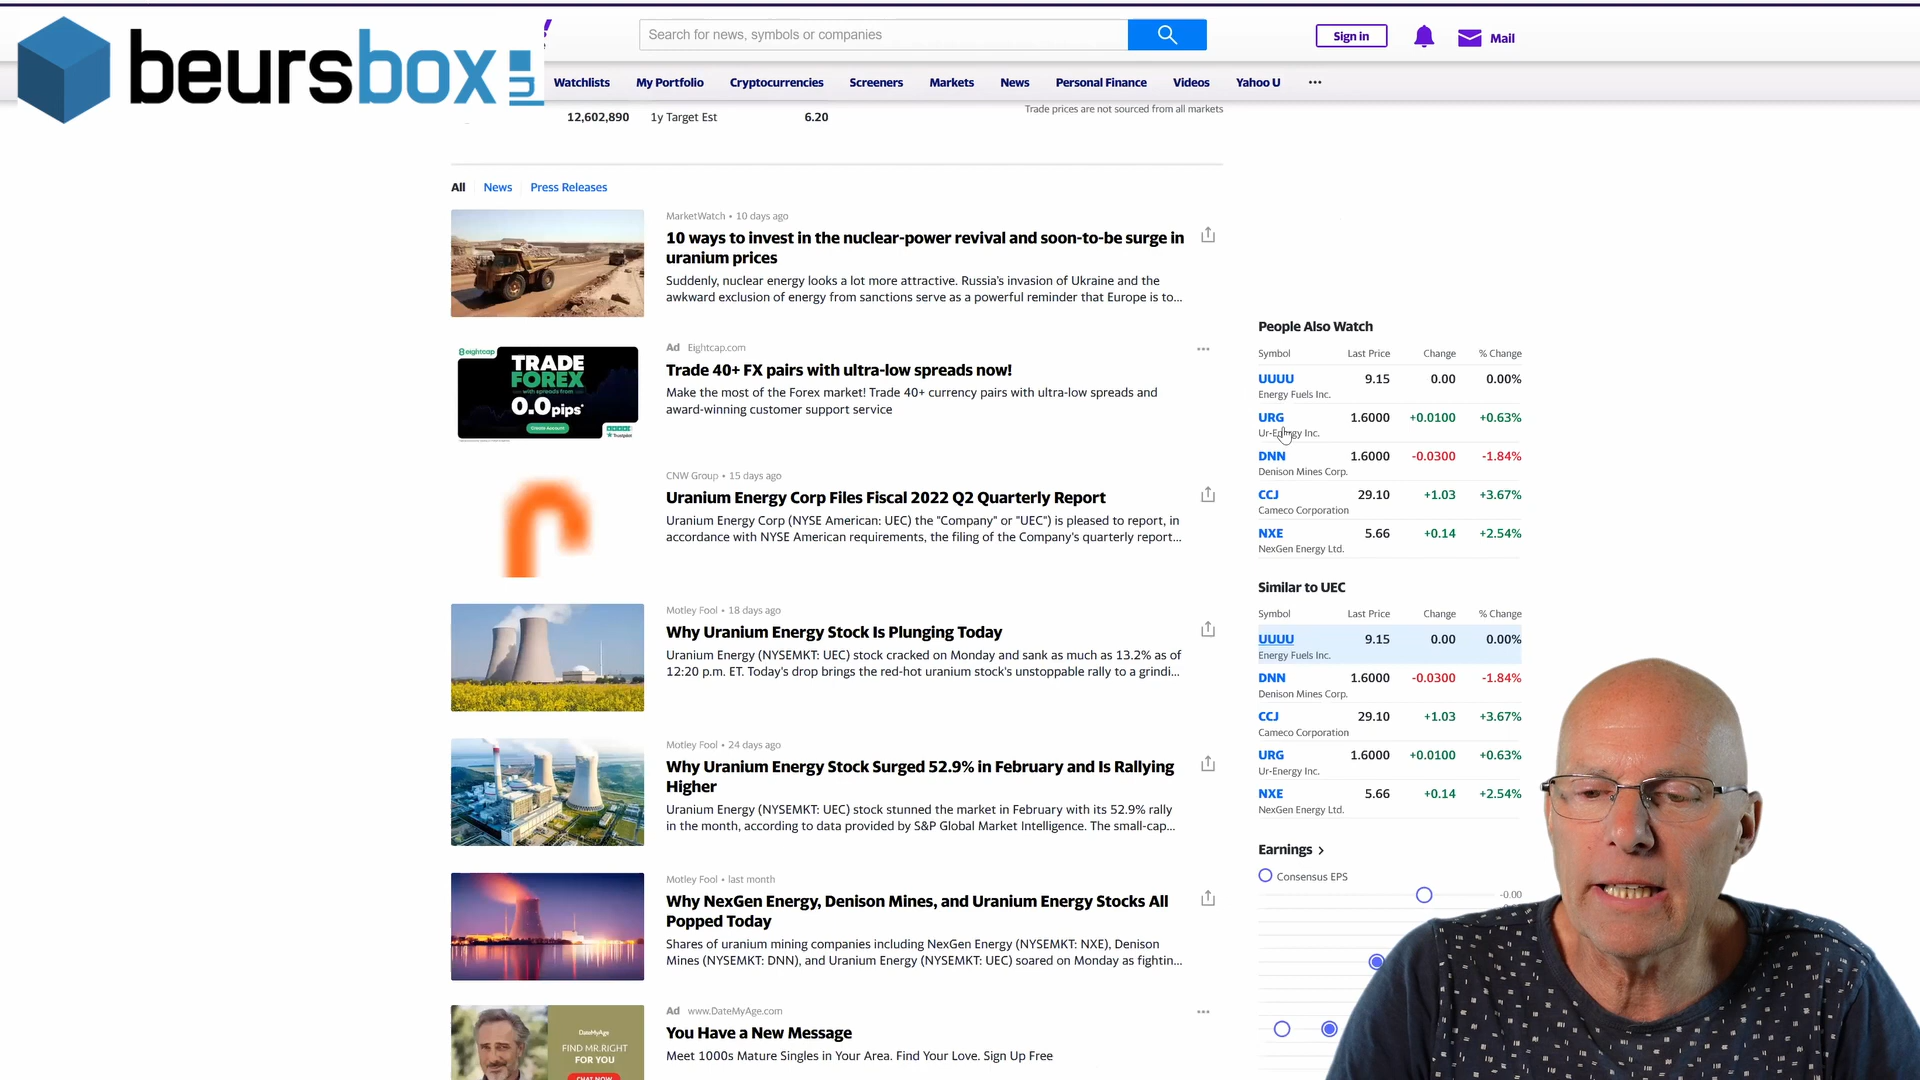 beursbox.nl
Search for news, symbols or companies
Sign in
Mail
Watchlists My Portfolio Cryptocurrencies Screeners Markets News Personal Finance Videos Yahoo U ...
12,602,890 1y Target Est 6.20
Trade prices are not sourced from all markets
All News Press Releases
MarketWatch • 10 days ago
10 ways to invest in the nuclear-power revival and soon-to-be surge in
uranium prices
Suddenly, nuclear energy looks a lot more attractive. Russia's invasion of Ukraine and the
awkward exclusion of energy from sanctions serve as a powerful reminder that Europe is to...
eightcap
TRADE
FOREX
with spreads from
0.0 pips*
Create Account
Trustpilot
Ad Eightcap.com
Trade 40+ FX pairs with ultra-low spreads now!
Make the most of the Forex market! Trade 40+ currency pairs with ultra-low spreads and
award-winning customer support service
CNW Group • 15 days ago
Uranium Energy Corp Files Fiscal 2022 Q2 Quarterly Report
Uranium Energy Corp (NYSE American: UEC) the "Company" or "UEC") is pleased to report, in
accordance with NYSE American requirements, the filing of the Company's quarterly report...
Motley Fool • 18 days ago
Why Uranium Energy Stock Is Plunging Today
Uranium Energy (NYSEMKT: UEC) stock cracked on Monday and sank as much as 13.2% as of
12:20 p.m. ET. Today's drop brings the red-hot uranium stock's unstoppable rally to a grindi...
Motley Fool • 24 days ago
Why Uranium Energy Stock Surged 52.9% in February and Is Rallying
Higher
Uranium Energy (NYSEMKT: UEC) stock stunned the market in February with its 52.9% rally
in the month, according to data provided by S&P Global Market Intelligence. The small-cap...
Motley Fool • last month
Why NexGen Energy, Denison Mines, and Uranium Energy Stocks All
Popped Today
Shares of uranium mining companies including NexGen Energy (NYSEMKT: NXE), Denison
Mines (NYSEMKT: DNN), and Uranium Energy (NYSEMKT: UEC) soared on Monday as fightin...
DateMyAge
FIND MR.RIGHT
FOR YOU
CHAT NOW
Ad www.DateMyAge.com
You Have a New Message
Meet 1000s Mature Singles in Your Area. Find Your Love. Sign Up Free
People Also Watch
Symbol Last Price Change % Change
UUUU 9.15 0.00 0.00%
Energy Fuels Inc.
URG 1.6000 +0.0100 +0.63%
Ur-Energy Inc.
DNN 1.6000 -0.0300 -1.84%
Denison Mines Corp.
CCJ 29.10 +1.03 +3.67%
Cameco Corporation
NXE 5.66 +0.14 +2.54%
NexGen Energy Ltd.
Similar to UEC
Symbol Last Price Change % Change
UUUU 9.15 0.00 0.00%
Energy Fuels Inc.
DNN 1.6000 -0.0300 -1.84%
Denison Mines Corp.
CCJ 29.10 +1.03 +3.67%
Cameco Corporation
URG 1.6000 +0.0100 +0.63%
Ur-Energy Inc.
NXE 5.66 +0.14 +2.54%
NexGen Energy Ltd.
Earnings >
Consensus EPS
-0.00